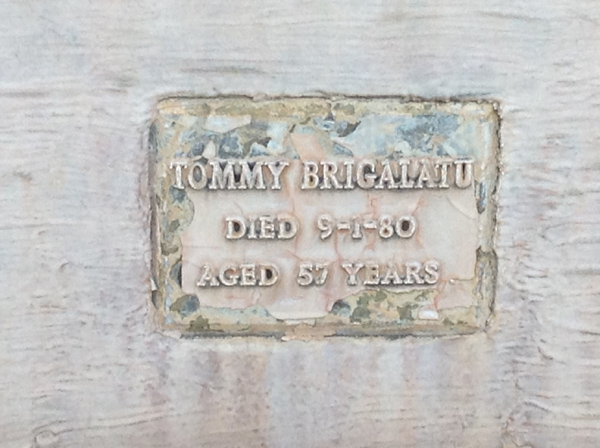 TOMMY BRIGALATU
DIED 9-1-80
AGED 57 YEARS